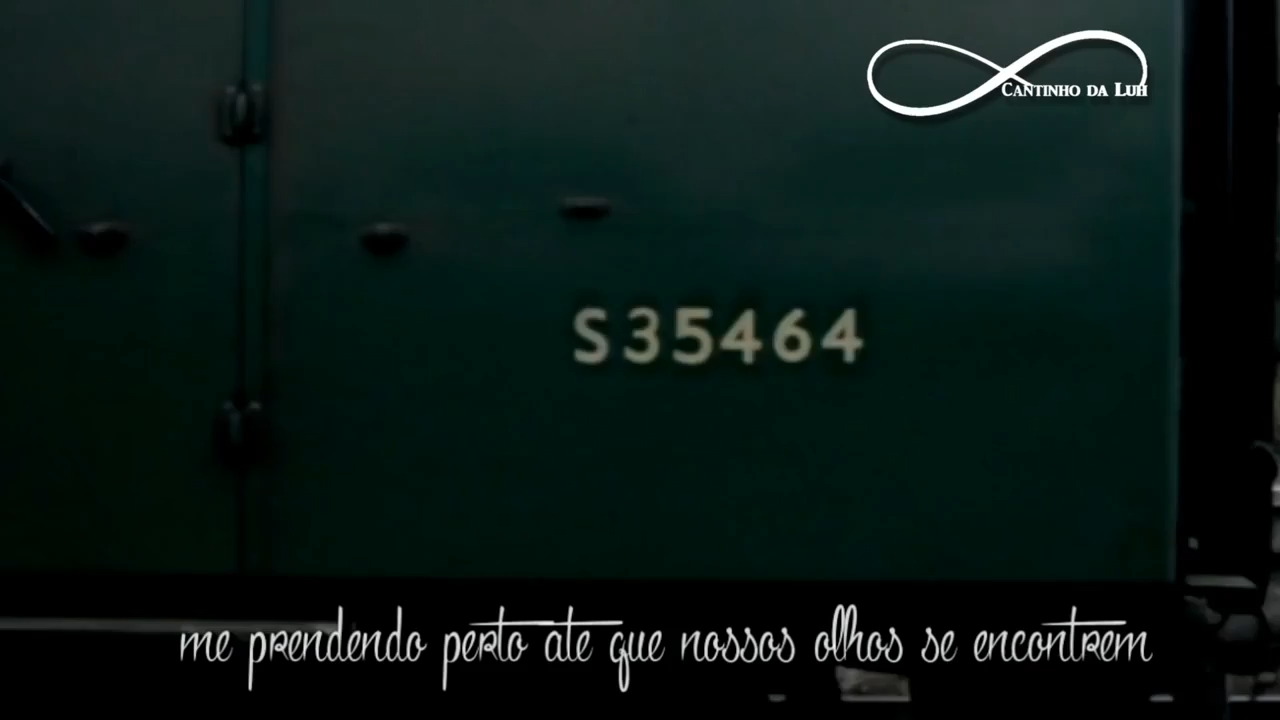 Cantinho da Luh
S35464
me prendendo perto ate que nossos olhos se encontrem